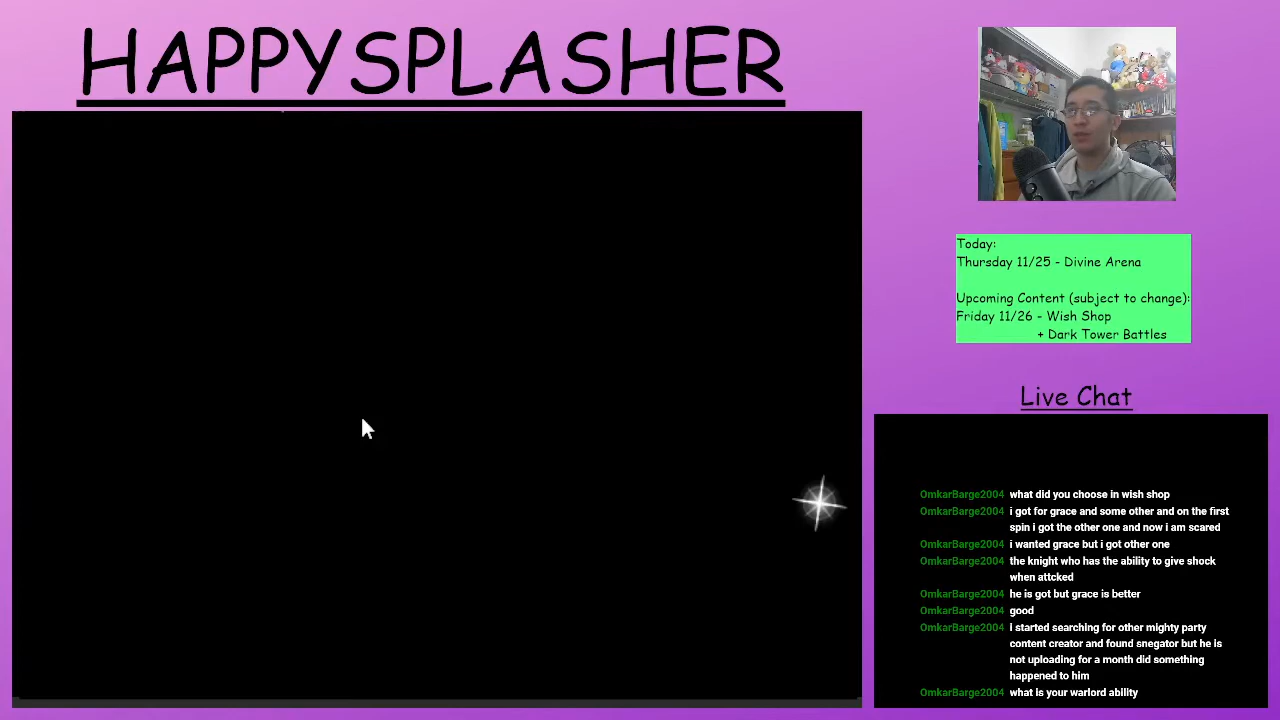 HAPPYSPLASHER
Today:
Thursday 11/25 - Divine Arena
Upcoming Content (subject to change):
Friday 11/26 - Wish Shop
+ Dark Tower Battles
Live Chat
OmkarBarge2004 what did you choose in wish shop
OmkarBarge2004 i got for grace and some other and on the first
spin i got the other one and now i am scared
OmkarBarge2004 i wanted grace but i got other one
OmkarBarge2004 the knight who has the ability to give shock
when attcked
OmkarBarge2004 he is got but grace is better
OmkarBarge2004 good
OmkarBarge2004 i started searching for other mighty party
content creator and found snegator but he is
not uploading for a month did something
happened to him
OmkarBarge2004 what is your warlord ability